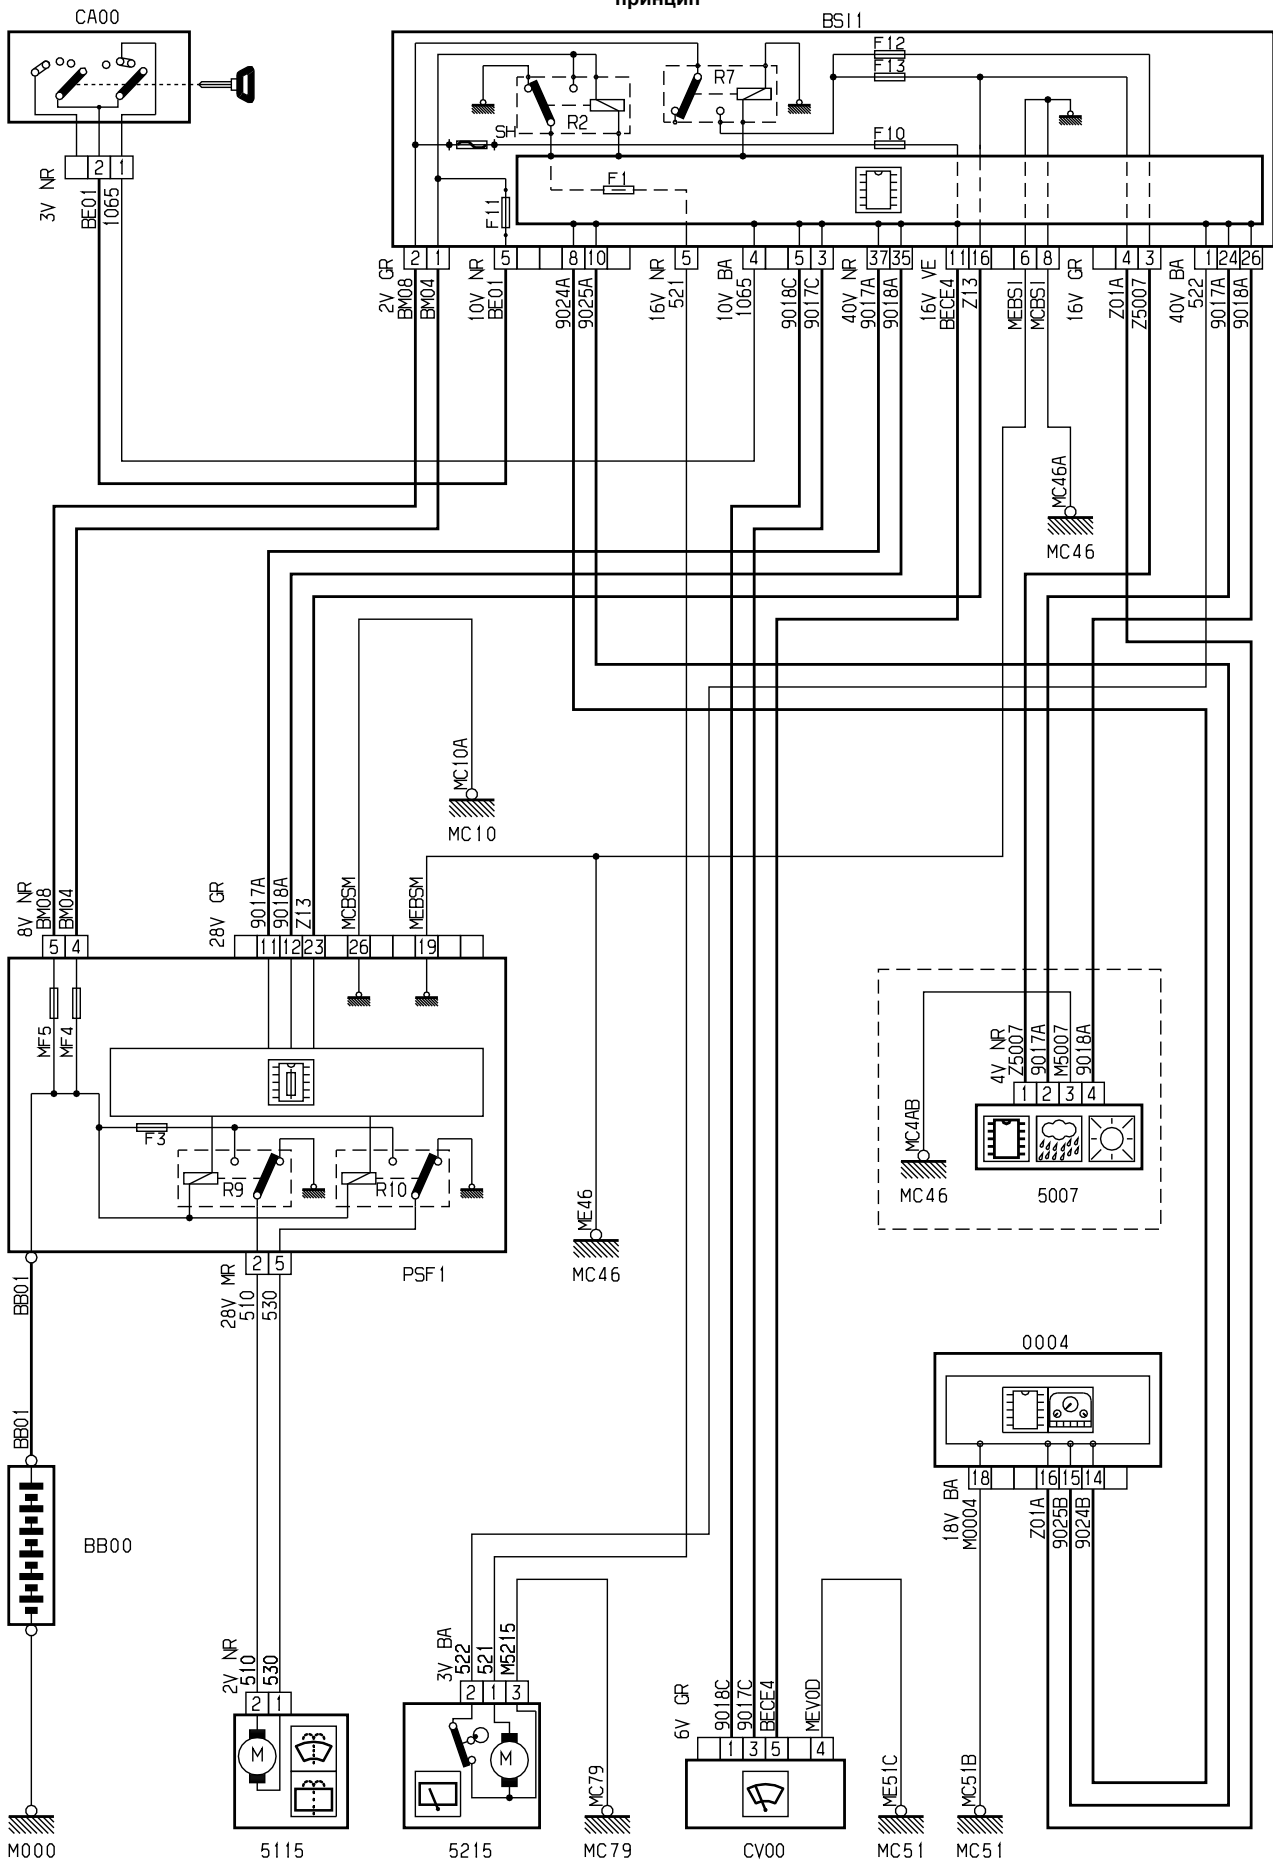 принцип
CA00
BSI1
F12
F13
R7
R2
SH
F10
F1
F11
2 1
3V NR
BE01
1065
2 1 5 8 10 5 4 5 3 37 35 11 16 6 8 4 3 1 24 26
2V GR
BM08
BM04
10V NR
BE01
9024A
9025A
16V NR
521
10V BA
1065
9018C
9017C
40V NR
9017A
9018A
16V VE
BECE4
Z13
MEBSI
MCBSI
16V GR
Z01A
Z5007
40V BA
522
9017A
9018A
MC46A
MC46
MC10A
MC10
8V NR
BM08
BM04
28V GR
9017A
9018A
Z13
MCBSM
MEBSM
5 4 11 12 23 26 19
MF5
MF4
F3
R9
R10
4V NR
Z5007
9017A
M5007
9018A
1 2 3 4
MC4AB
MC46
5007
ME46
MC46
2 5
PSF1
28V MR
510
530
BB01
BB01
BB00
0004
18 16 15 14
18V BA
M0004
Z01A
9025B
9024B
2V NR
510
530
2 1
M
3V BA
522
521
M5215
2 1 3
M
MC79
6V GR
9018C
9017C
BECE4
MEV0D
1 3 5 4
ME51C
MC51B
M000
5115
5215
MC79
CV00
MC51
MC51